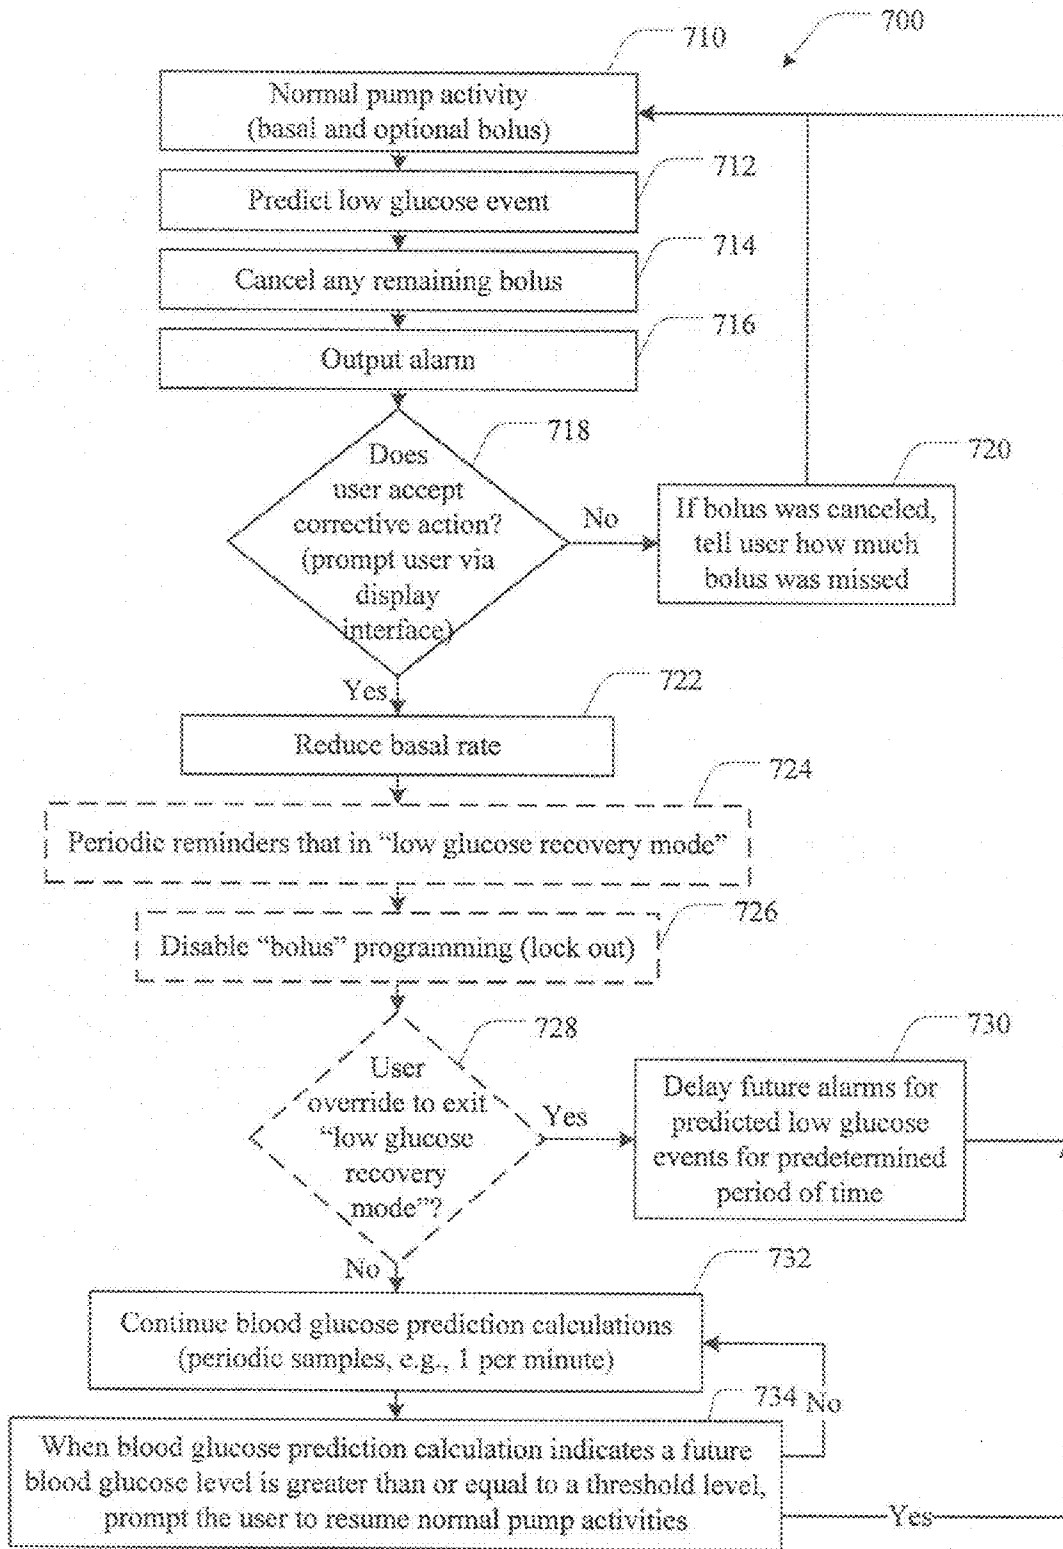 700
710
Normal pump activity
(basal and optional bolus)
712
Predict low glucose event
714
Cancel any remaining bolus
716
Output alarm
718
Does
user accept
corrective action?
(prompt user via
display
interface)
No
720
If bolus was canceled,
tell user how much
bolus was missed
Yes
722
Reduce basal rate
724
Periodic reminders that in “low glucose recovery mode”
726
Disable “bolus” programming (lock out)
728
User
override to exit
“low glucose
recovery
mode”?
Yes
730
Delay future alarms for
predicted low glucose
events for predetermined
period of time
No
732
Continue blood glucose prediction calculations
(periodic samples, e.g., 1 per minute)
734
No
When blood glucose prediction calculation indicates a future
blood glucose level is greater than or equal to a threshold level,
prompt the user to resume normal pump activities
Yes